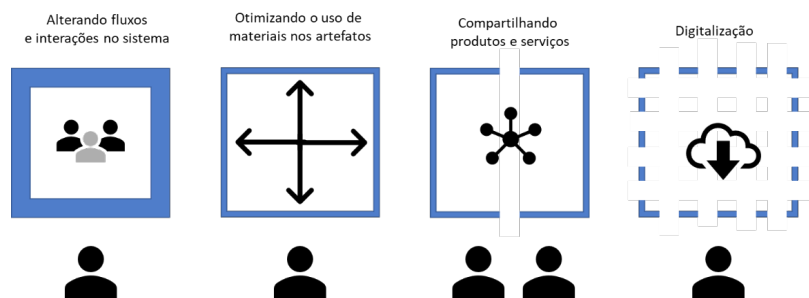 Alterando fluxos
e interações no sistema
Otimizando o uso de
materiais nos artefatos
Compartilhando
produtos e serviços
Digitalização